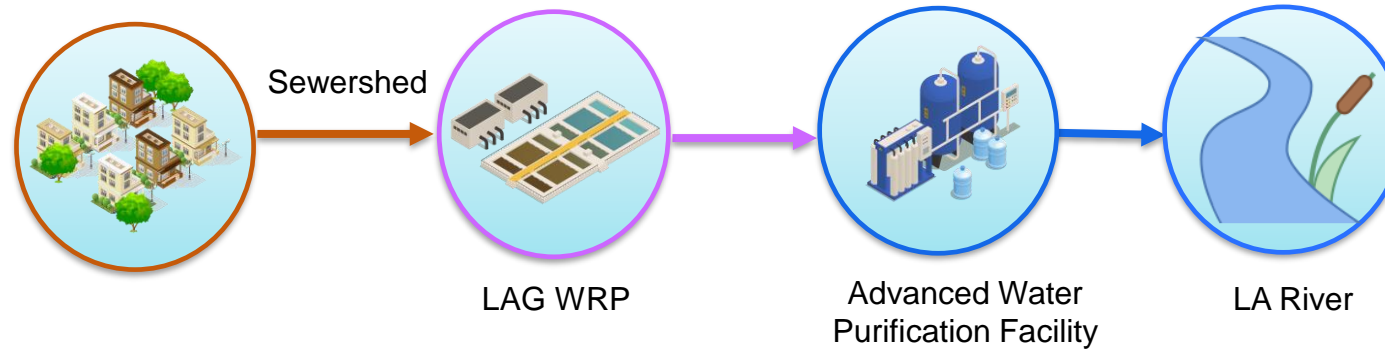 Sewershed
LAG WRP
Advanced Water
Purification Facility
LA River